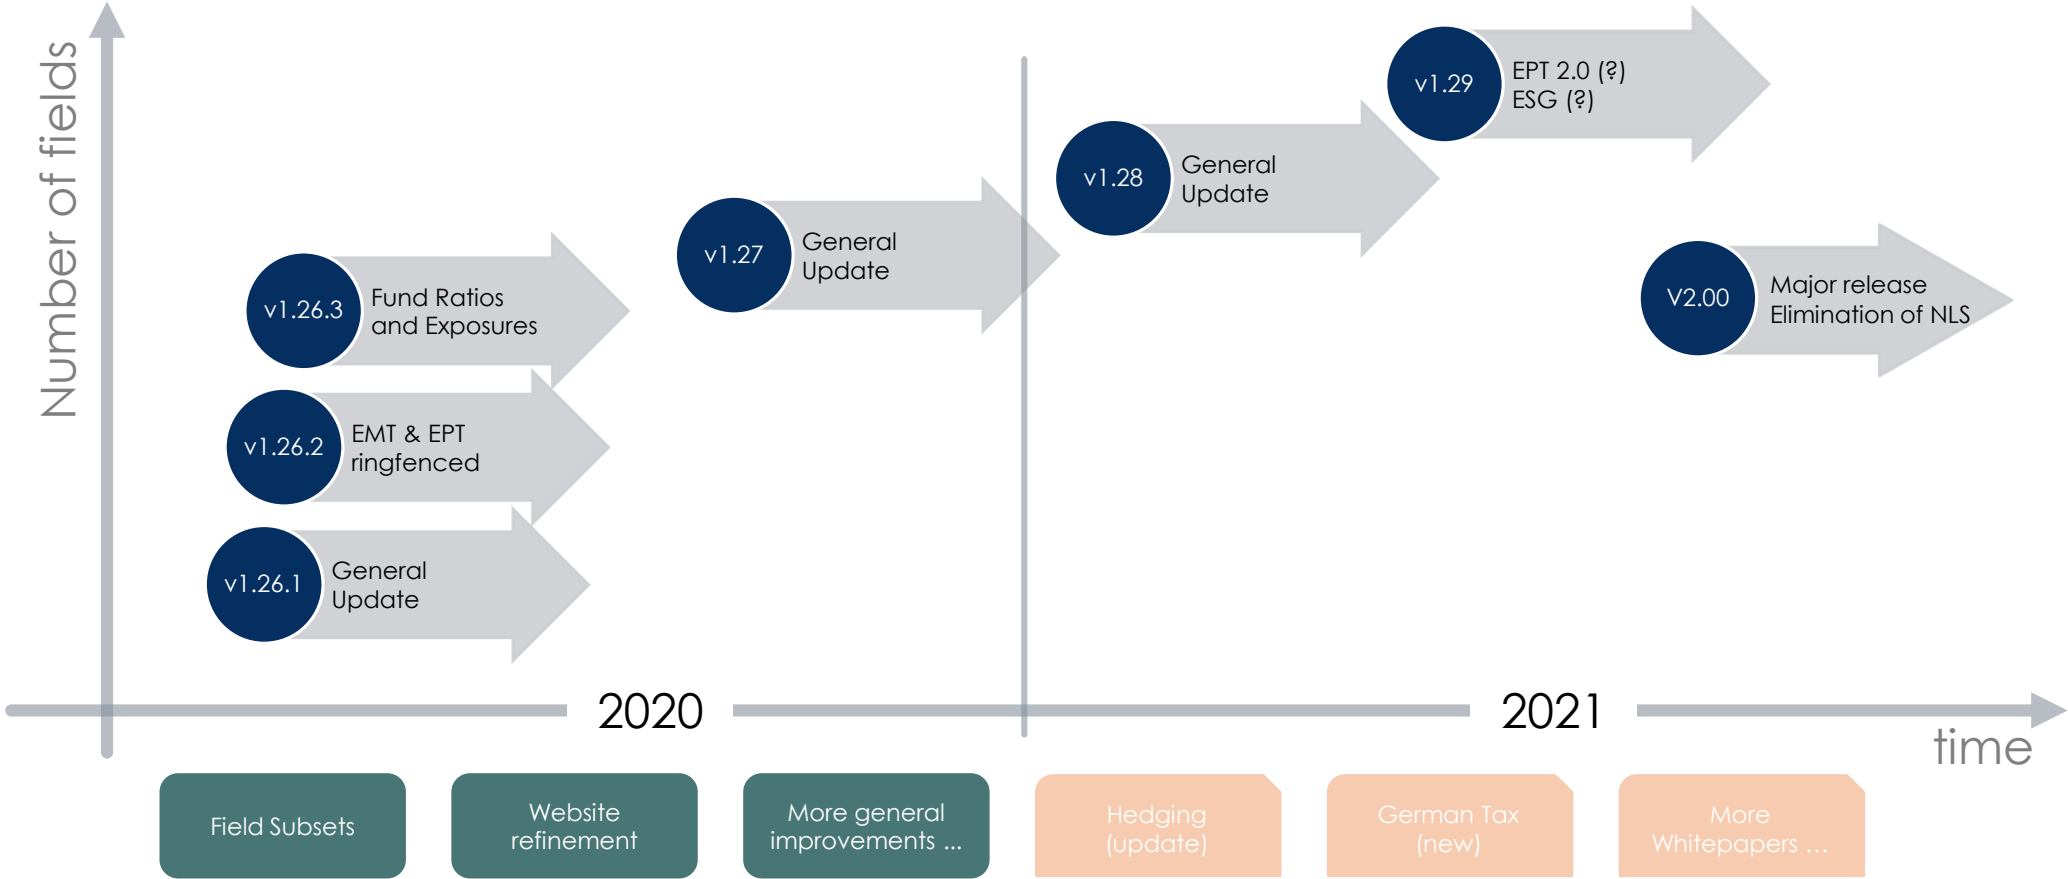 Number of fields
v1.29
EPT 2.0 (?)
ESG (?)
v1.28
General
Update
v1.27
General
Update
v1.26.3
Fund Ratios
and Exposures
V2.00
Major release
Elimination of NLS
v1.26.2
EMT & EPT
ringfenced
v1.26.1
General
Update
2020
2021
time
Field Subsets
Website
refinement
More general
improvements ...
Hedging
(update)
German Tax
(new)
More
Whitepapers ...